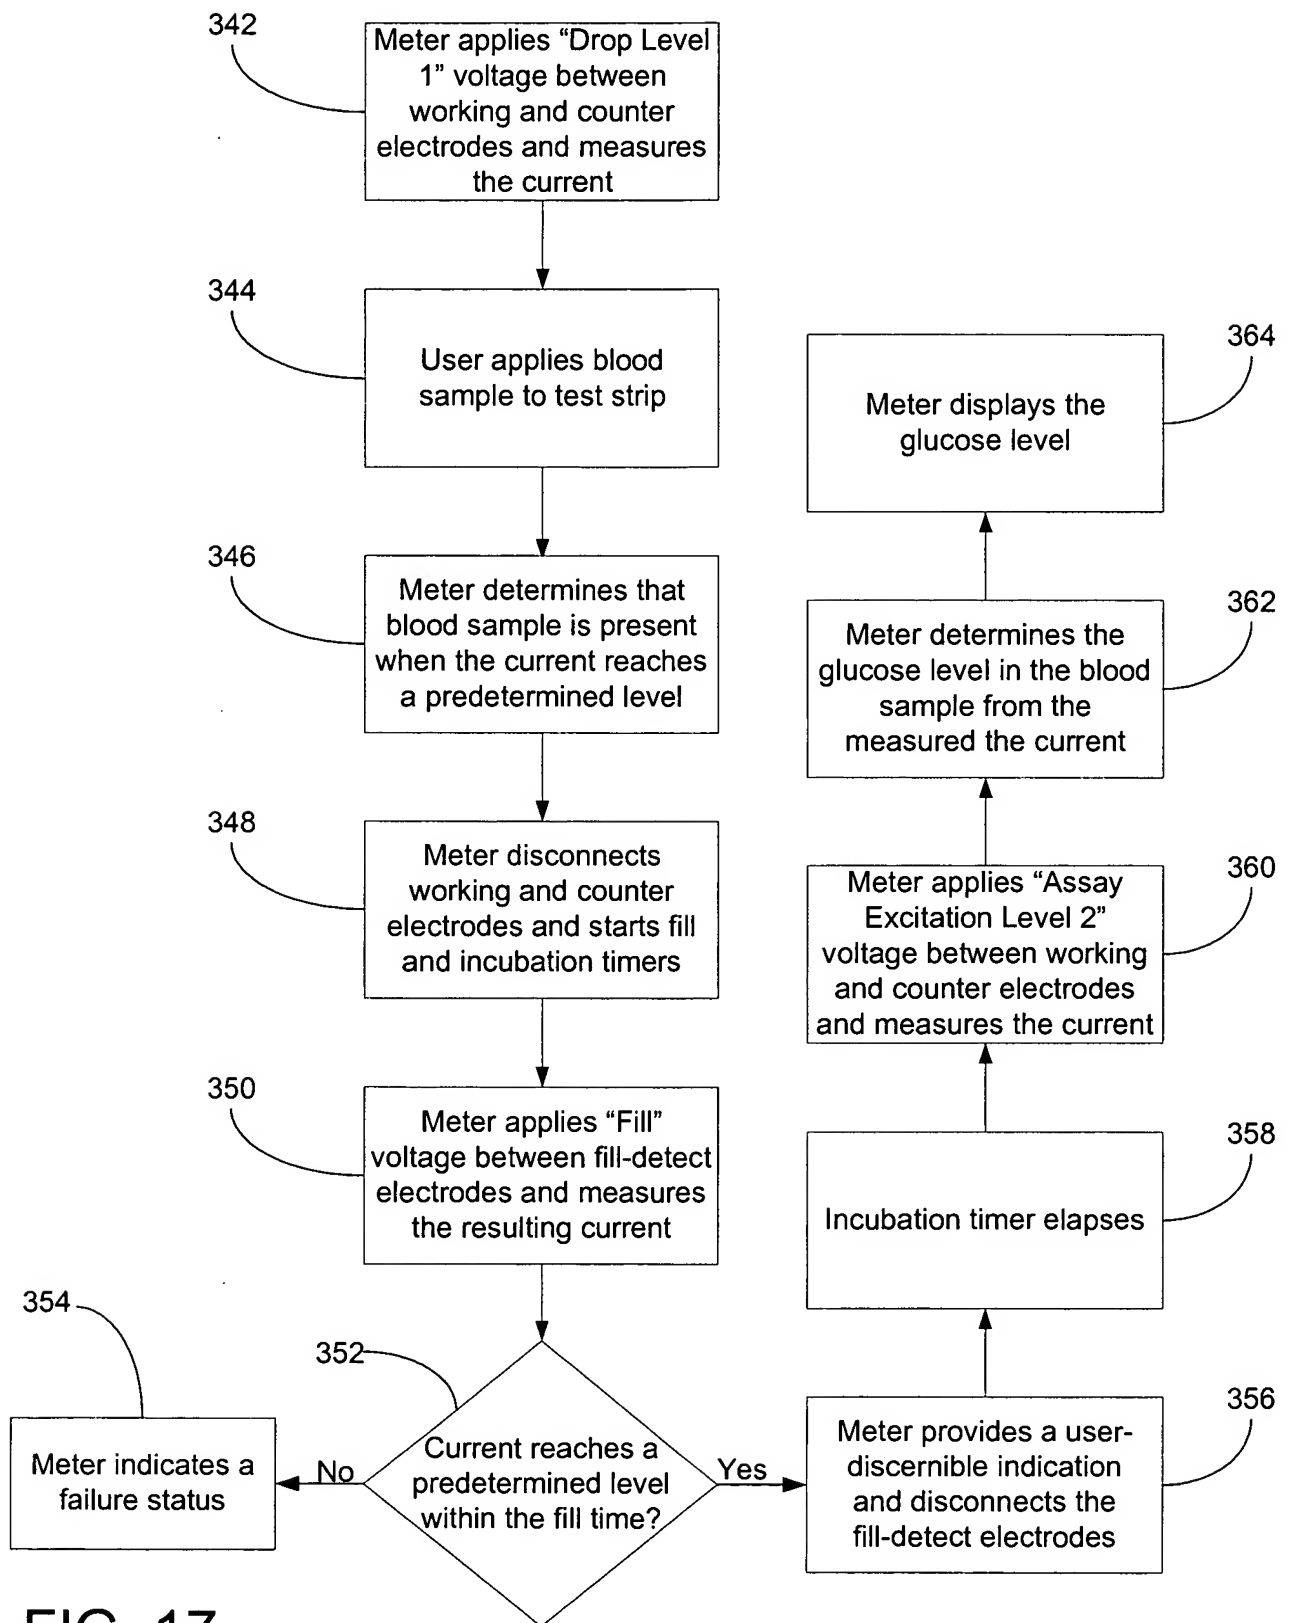 342
Meter applies “Drop Level
1” voltage between
working and counter
electrodes and measures
the current
344
User applies blood
sample to test strip
346
Meter determines that
blood sample is present
when the current reaches
a predetermined level
348
Meter disconnects
working and counter
electrodes and starts fill
and incubation timers
350
Meter applies “Fill”
voltage between fill-detect
electrodes and measures
the resulting current
352
Current reaches a
predetermined level
within the fill time?
No
354
Meter indicates a
failure status
Yes
356
Meter provides a user-
discernible indication
and disconnects the
fill-detect electrodes
358
Incubation timer elapses
360
Meter applies “Assay
Excitation Level 2”
voltage between working
and counter electrodes
and measures the current
362
Meter determines the
glucose level in the blood
sample from the
measured the current
364
Meter displays the
glucose level
FIG. 17